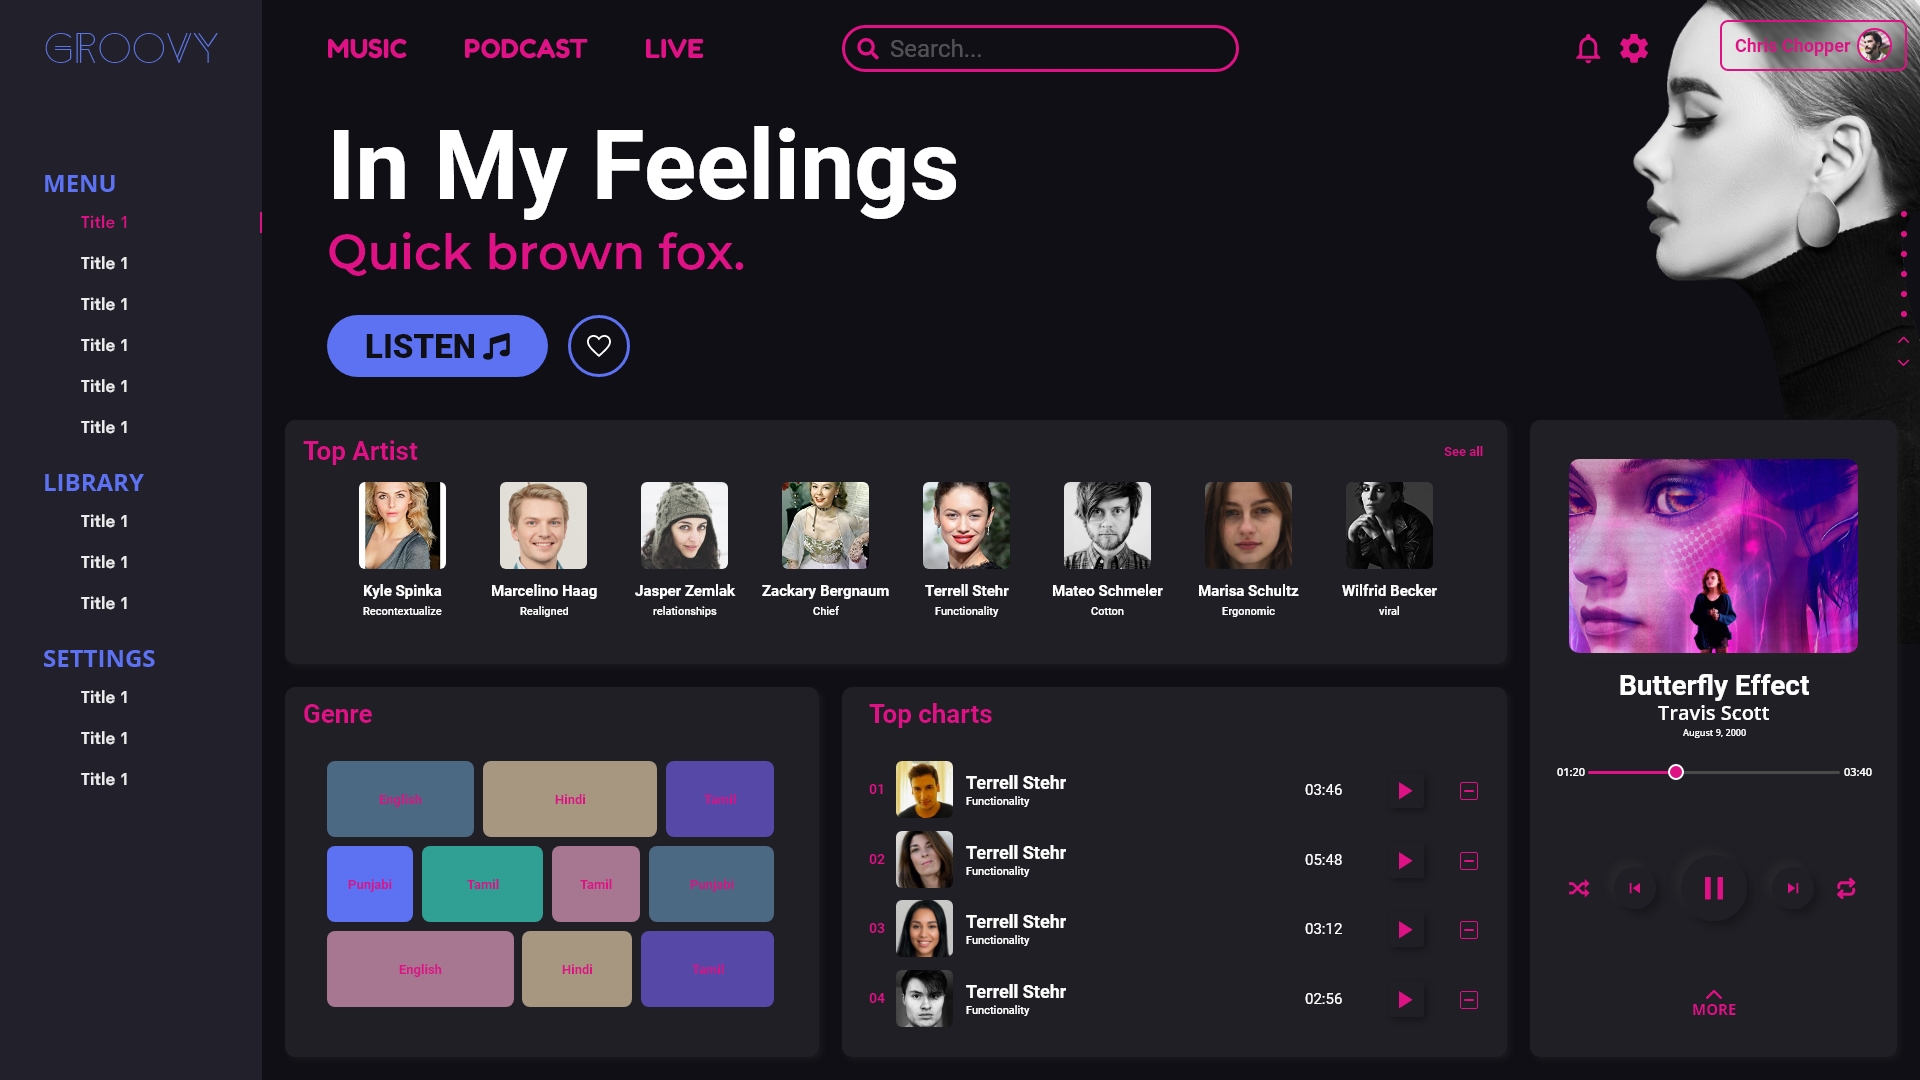 GROOVY
MUSIC PODCAST LIVE
Search...
Chris Chopper
MENU
Title 1
Title 1
Title 1
Title 1
Title 1
Title 1
LIBRARY
Title 1
Title 1
Title 1
SETTINGS
Title 1
Title 1
Title 1
In My Feelings
Quick brown fox.
LISTEN
Top Artist
See all
Kyle Spinka
Recontextualize
Marcelino Haag
Realigned
Jasper Zemlak
relationships
Zackary Bergnaum
Chief
Terrell Stehr
Functionality
Mateo Schmeler
Cotton
Marisa Schultz
Ergonomic
Wilfrid Becker
viral
Genre
English Hindi Tamil
Punjabi Tamil Tamil Punjabi
English Hindi Tamil
Top charts
01 Terrell Stehr 03:46
Functionality
02 Terrell Stehr 05:48
Functionality
03 Terrell Stehr 03:12
Functionality
04 Terrell Stehr 02:56
Functionality
Butterfly Effect
Travis Scott
August 9, 2000
01:20 03:40
MORE